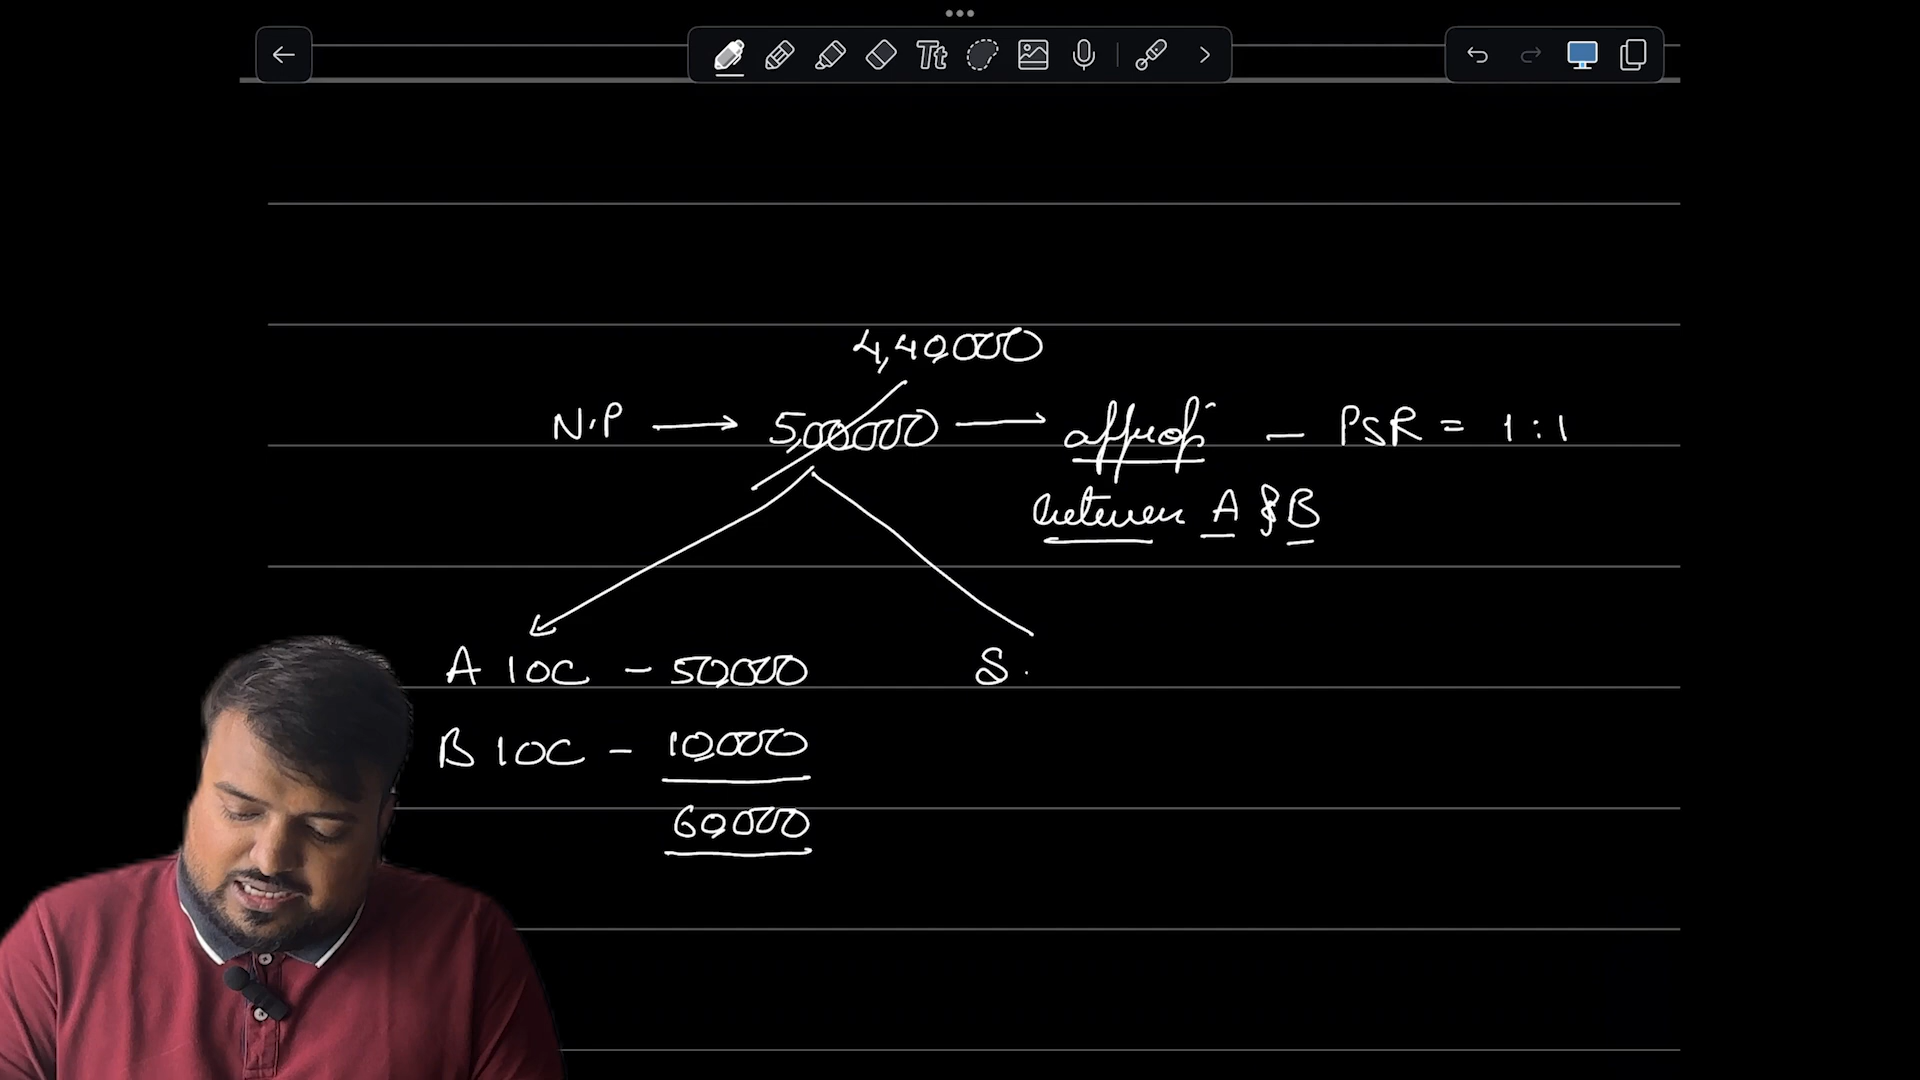 4,40,000
N.P → 5,00,000 → approp - PSR = 1:1
between A & B
A IOC - 50,000 S.
B IOC - 10,000
60,000